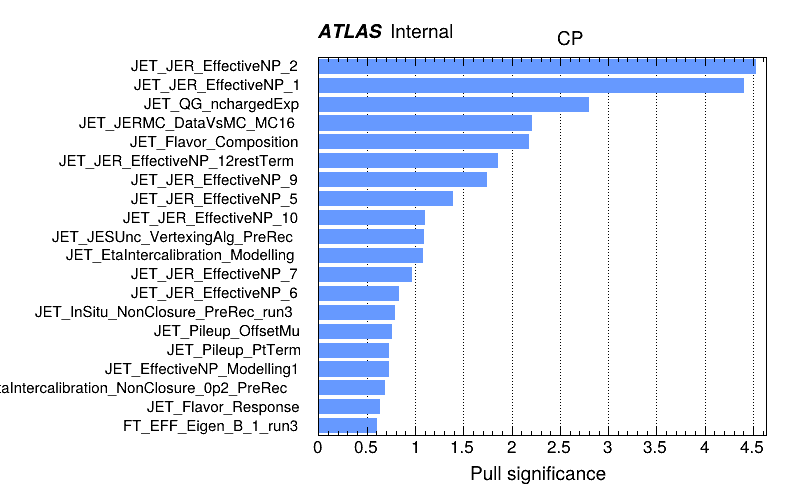 ATLAS Internal
CP
JET_JER_EffectiveNP_2
JET_JER_EffectiveNP_1
JET_QG_nchargedExp
JET_JERMC_DataVsMC_MC16
JET_Flavor_Composition
JET_JER_EffectiveNP_12restTerm
JET_JER_EffectiveNP_9
JET_JER_EffectiveNP_5
JET_JER_EffectiveNP_10
JET_JESUnc_VertexingAlg_PreRec
JET_EtaIntercalibration_Modelling
JET_JER_EffectiveNP_7
JET_JER_EffectiveNP_6
JET_InSitu_NonClosure_PreRec_run3
JET_Pileup_OffsetMu
JET_Pileup_PtTerm
JET_EffectiveNP_Modelling1
taIntercalibration_NonClosure_0p2_PreRec
JET_Flavor_Response
FT_EFF_Eigen_B_1_run3
0 0.5 1 1.5 2 2.5 3 3.5 4 4.5
Pull significance